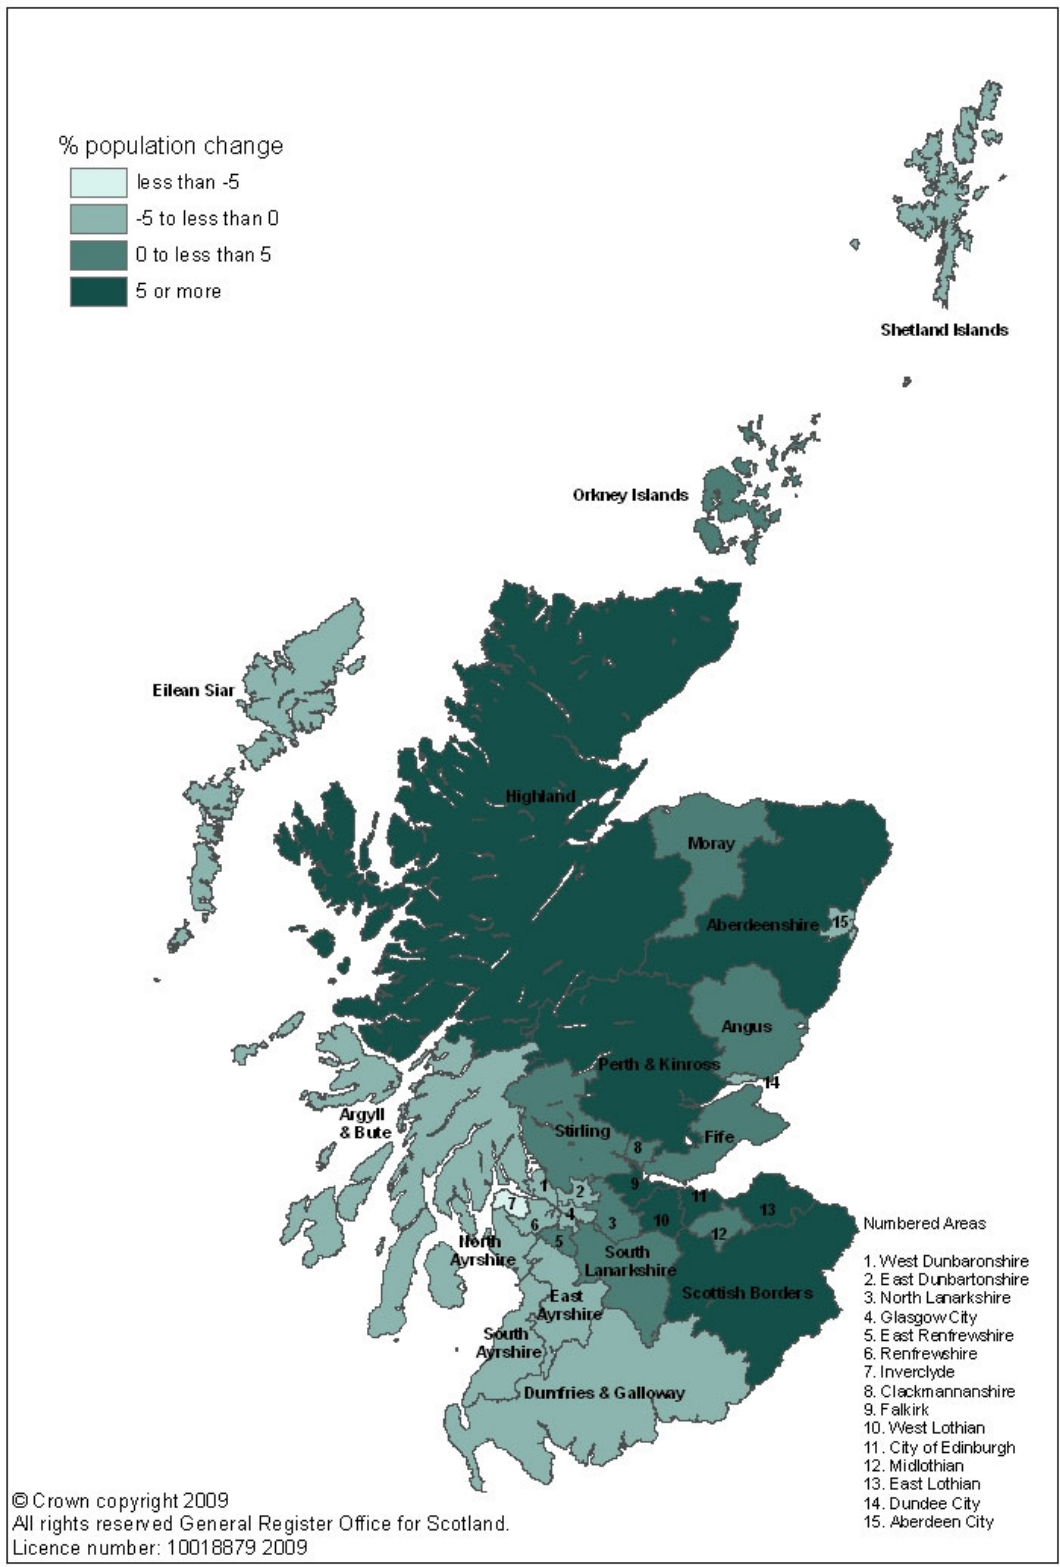 % population change
less than -5
-5 to less than 0
0 to less than 5
5 or more
Shetland Islands
Orkney Islands
Eilean Siar
Highland
Moray
Aberdeenshire
15
Angus
Perth & Kinross
14
Argyll
& Bute
Stirling
Fife
8
9
1
2
7
11
13
4
3
10
6
12
5
North
Ayrshire
South
Lanarkshire
Scottish Borders
East
Ayrshire
South
Ayrshire
Dumfries & Galloway
Numbered Areas
1. West Dunbaronshire
2. East Dunbartonshire
3. North Lanarkshire
4. Glasgow City
5. East Renfrewshire
6. Renfrewshire
7. Inverclyde
8. Clackmannanshire
9. Falkirk
10. West Lothian
11. City of Edinburgh
12. Midlothian
13. East Lothian
14. Dundee City
15. Aberdeen City
© Crown copyright 2009
All rights reserved General Register Office for Scotland.
Licence number: 10018879 2009